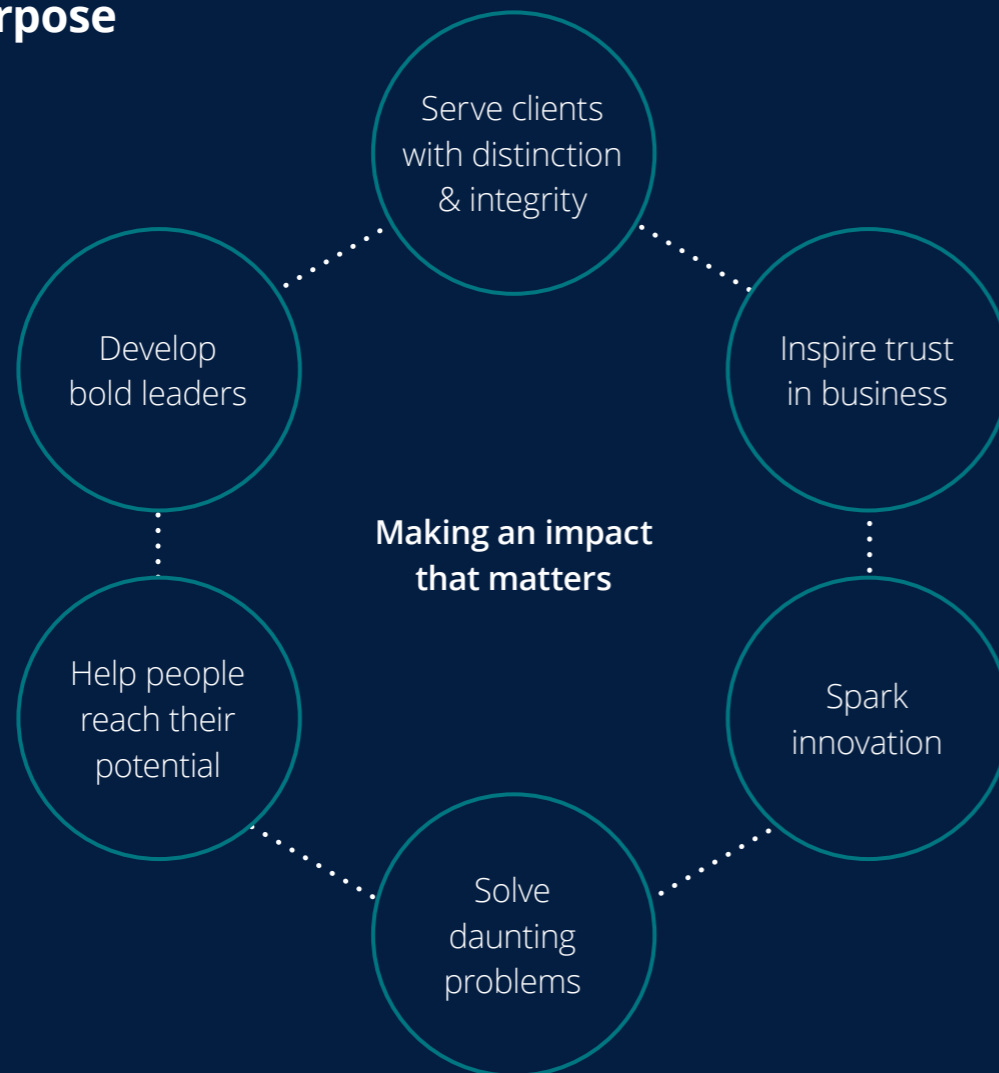 rpose
Serve clients
with distinction
& integrity
Inspire trust
in business
Spark
innovation
Solve
daunting
problems
Help people
reach their
potential
Develop
bold leaders
Making an impact
that matters